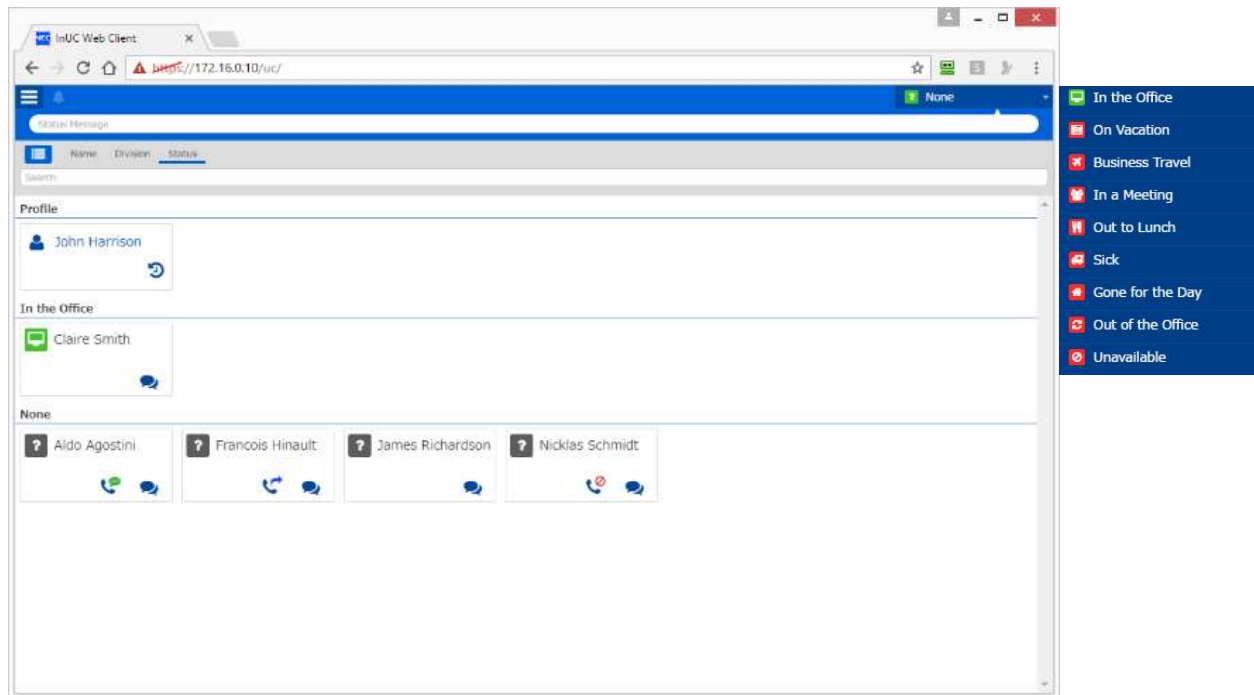 InUC Web Client
https://172.16.0.10/uc/
None
Status Message
Name Division Status
Search
Profile
John Harrison
In the Office
Claire Smith
None
Aldo Agostini Francois Hinault James Richardson Nicklas Schmidt
In the Office
On Vacation
Business Travel
In a Meeting
Out to Lunch
Sick
Gone for the Day
Out of the Office
Unavailable